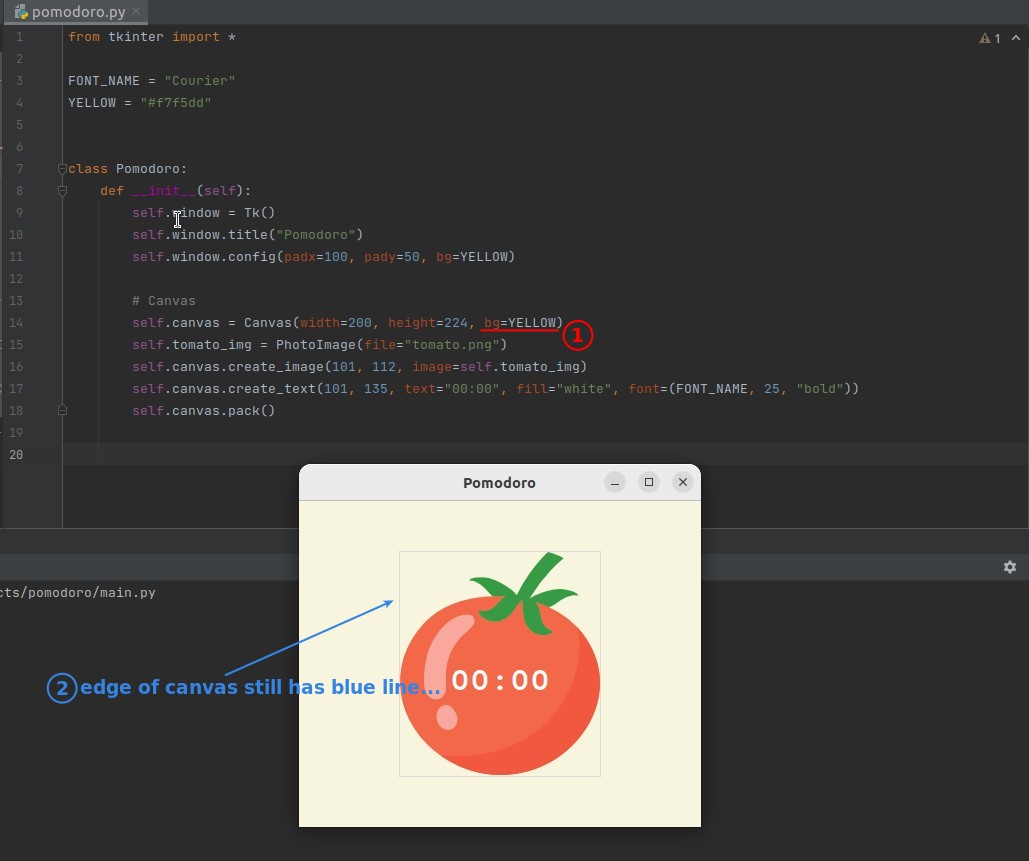 pomodoro.py
1 from tkinter import *
1
2
3 FONT_NAME = "Courier"
4 YELLOW = "#f7f5dd"
5
6
7 class Pomodoro:
8 def __init__(self):
9 self.window = Tk()
10 self.window.title("Pomodoro")
11 self.window.config(padx=100, pady=50, bg=YELLOW)
12
13 # Canvas
14 self.canvas = Canvas(width=200, height=224, bg=YELLOW)
1
15 self.tomato_img = PhotoImage(file="tomato.png")
16 self.canvas.create_image(101, 112, image=self.tomato_img)
17 self.canvas.create_text(101, 135, text="00:00", fill="white", font=(FONT_NAME, 25, "bold"))
18 self.canvas.pack()
19
20
Pomodoro
cts/pomodoro/main.py
2 edge of canvas still has blue line...
00:00